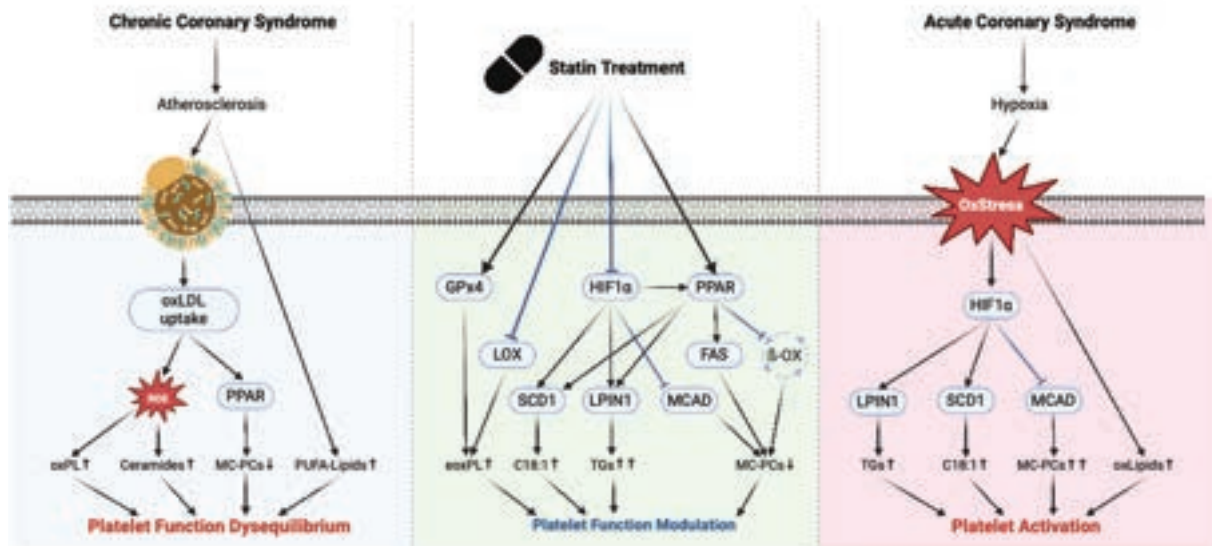 Chronic Coronary Syndrome
Atherosclerosis
oxLDL
uptake
PPAR
oxPL↑ Ceramides↑ MC-PCs↓ PUFA-Lipids↑
Platelet Function Dysequilibrium
Statin Treatment
GPx4 HIF1α PPAR
LOX FAS ß-OX
SCD1 LPIN1 MCAD
C18:1↑ TGs↑↑ MC-PCs↓
Platelet Function Modulation
Acute Coronary Syndrome
Hypoxia
OxStress
HIF1α
LPIN1 SCD1 MCAD
TGs↑ C18:1↑ MC-PCs↑↑ oxLipids↑
Platelet Activation